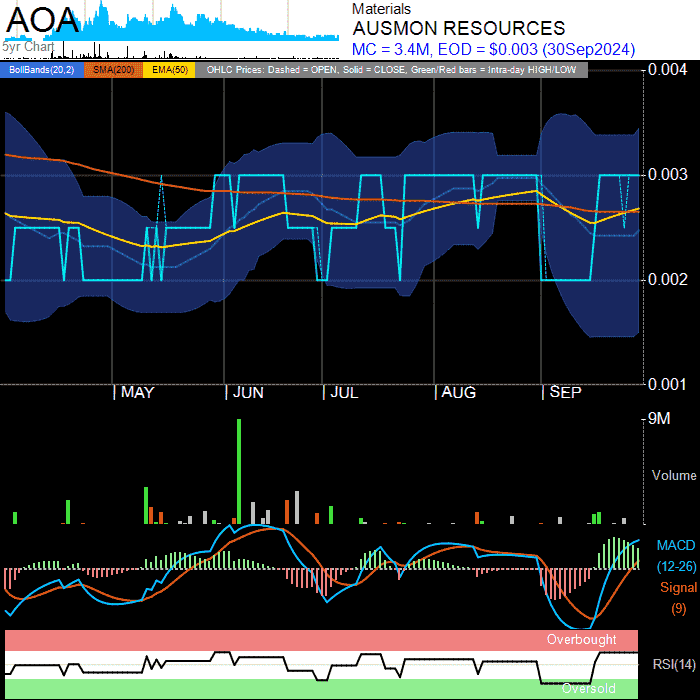 AOA
5yr Chart
Materials
AUSMON RESOURCES
MC = 3.4M, EOD = $0.003 (30Sep2024)
BollBands(20,2) SMA(200) EMA(50) OHLC Prices: Dashed = OPEN, Solid = CLOSE, Green/Red bars = Intra-day HIGH/LOW
0.004
0.003
0.002
0.001
MAY JUN JUL AUG SEP
9M
Volume
MACD
(12-26)
Signal
(9)
Overbought
RSI(14)
Oversold